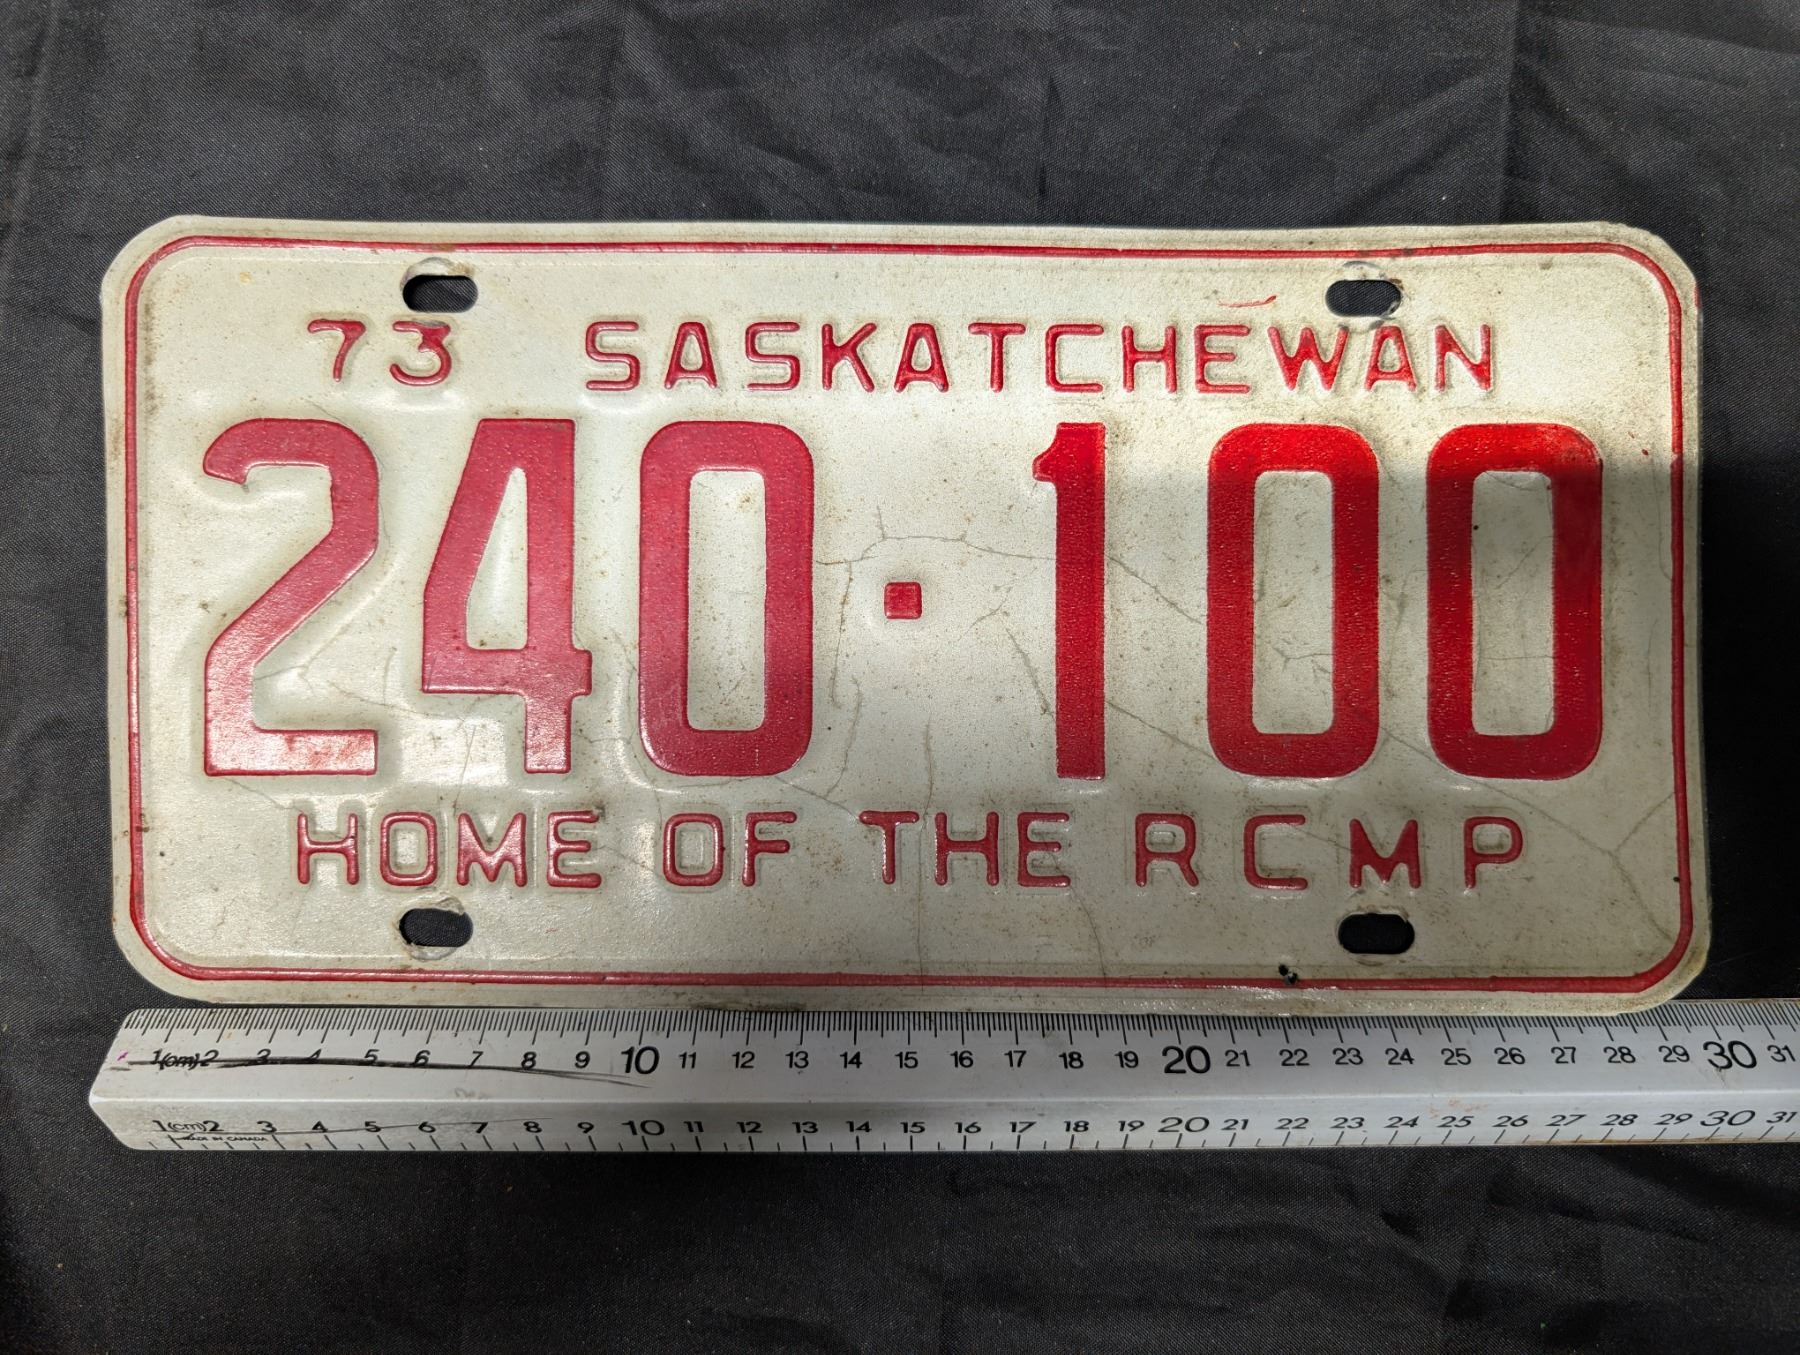 73 SASKATCHEWAN
240·100
HOME OF THE RCMP
1(cm)2 3 4 5 6 7 8 9 10 11 12 13 14 15 16 17 18 19 20 21 22 23 24 25 26 27 28 29 30 31
1(cm)2 3 4 5 6 7 8 9 10 11 12 13 14 15 16 17 18 19 20 21 22 23 24 25 26 27 28 29 30 31
MADE IN CANADA